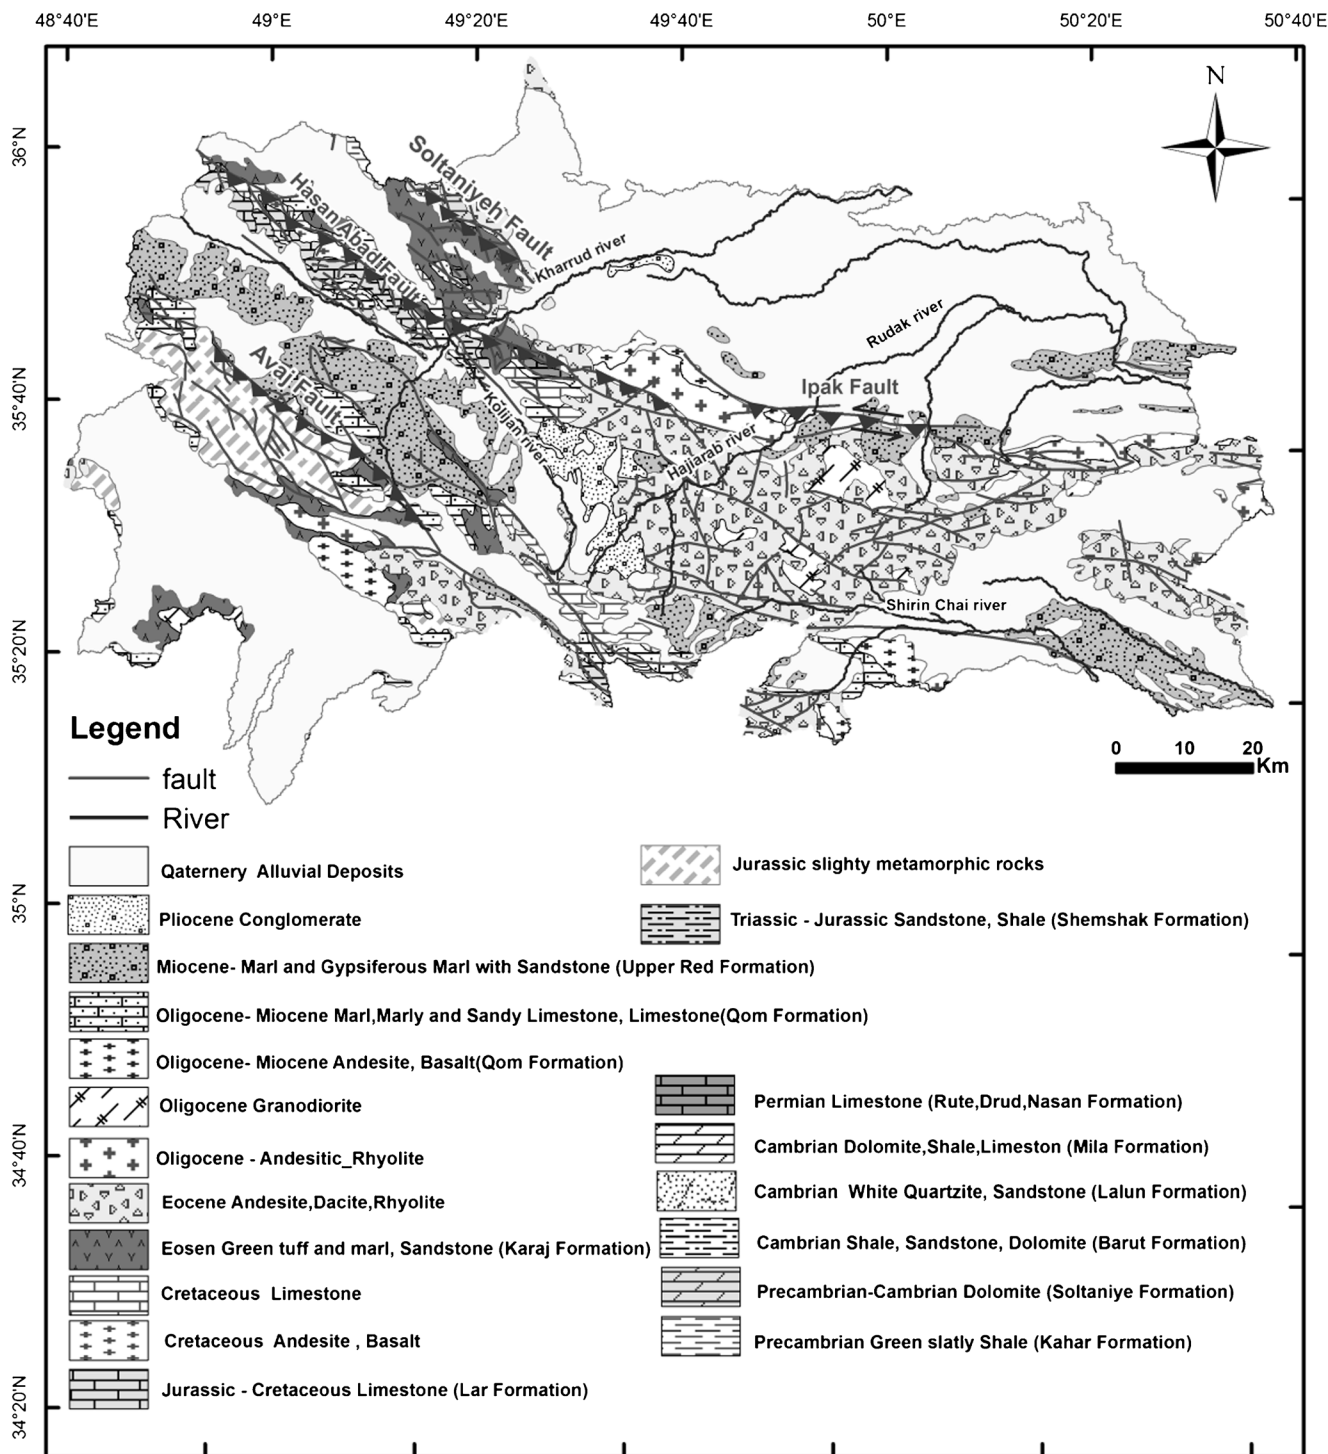 48°40'E 49°E 49°20'E 49°40'E 50°E 50°20'E 50°40'E
N
36°N
35°40'N
35°20'N
35°N
34°40'N
34°20'N
Soltaniyeh Fault
HasanAbadFault
Kharrud river
Rudak river
Avaj Fault
Ipak Fault
Kolijan river
Hajiarab river
Shirin Chai river
0 10 20
Km
Legend
fault
River
Qaternery Alluvial Deposits
Pliocene Conglomerate
Miocene- Marl and Gypsiferous Marl with Sandstone (Upper Red Formation)
Oligocene- Miocene Marl,Marly and Sandy Limestone, Limestone(Qom Formation)
Oligocene- Miocene Andesite, Basalt(Qom Formation)
Oligocene Granodiorite
Oligocene - Andesitic_Rhyolite
Eocene Andesite,Dacite,Rhyolite
Eosen Green tuff and marl, Sandstone (Karaj Formation)
Cretaceous Limestone
Cretaceous Andesite , Basalt
Jurassic - Cretaceous Limestone (Lar Formation)
Jurassic slighty metamorphic rocks
Triassic - Jurassic Sandstone, Shale (Shemshak Formation)
Permian Limestone (Rute,Drud,Nasan Formation)
Cambrian Dolomite,Shale,Limeston (Mila Formation)
Cambrian White Quartzite, Sandstone (Lalun Formation)
Cambrian Shale, Sandstone, Dolomite (Barut Formation)
Precambrian-Cambrian Dolomite (Soltaniye Formation)
Precambrian Green slatly Shale (Kahar Formation)